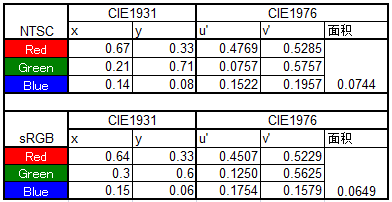 CIE1931 CIE1976
NTSC x y u' v' 面积
Red 0.67 0.33 0.4769 0.5285
Green 0.21 0.71 0.0757 0.5757
Blue 0.14 0.08 0.1522 0.1957 0.0744
CIE1931 CIE1976
sRGB x y u' v' 面积
Red 0.64 0.33 0.4507 0.5229
Green 0.3 0.6 0.1250 0.5625
Blue 0.15 0.06 0.1754 0.1579 0.0649